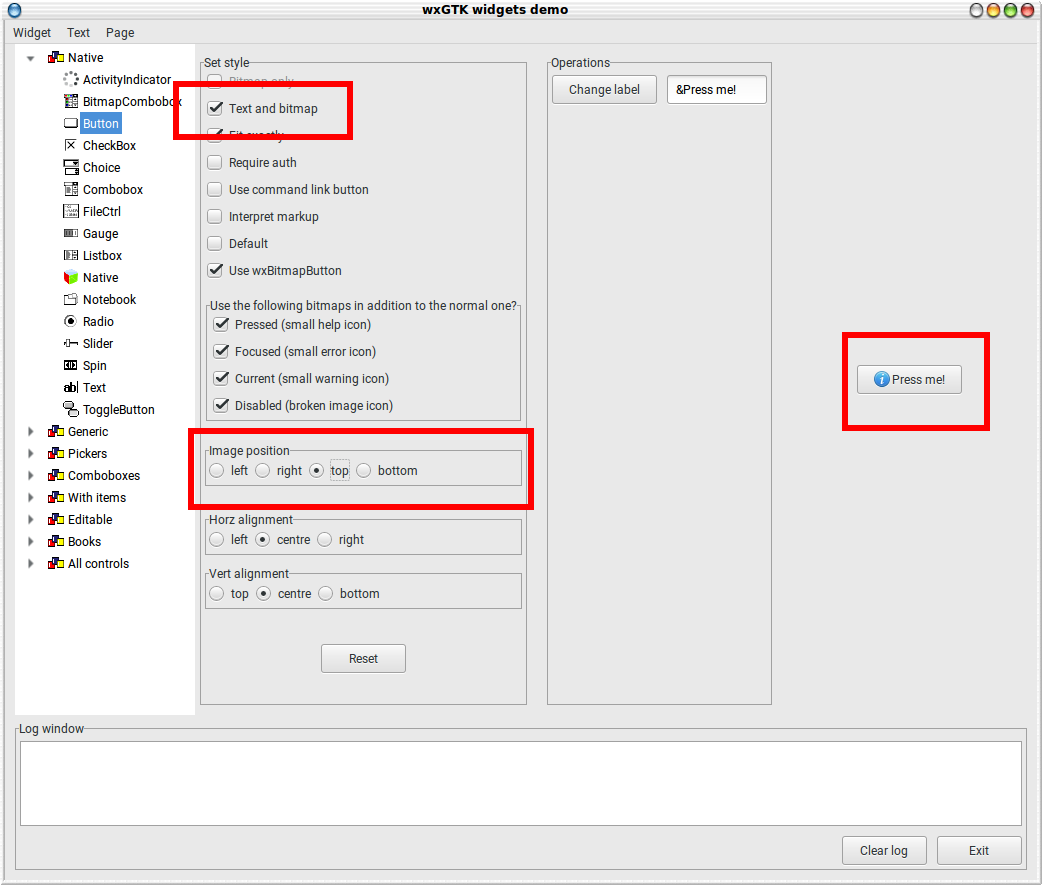 wxGTK widgets demo
Widget Text Page
Native
ActivityIndicator
BitmapCombobox
Button
CheckBox
Choice
Combobox
FileCtrl
Gauge
Listbox
Native
Notebook
Radio
Slider
Spin
ab Text
ToggleButton
Generic
Pickers
Comboboxes
With items
Editable
Books
All controls
Set style
Bitmap only
Text and bitmap
Fit exactly
Require auth
Use command link button
Interpret markup
Default
Use wxBitmapButton
Use the following bitmaps in addition to the normal one?
Pressed (small help icon)
Focused (small error icon)
Current (small warning icon)
Disabled (broken image icon)
Image position
left right top bottom
Horz alignment
left centre right
Vert alignment
top centre bottom
Reset
Operations
Change label &Press me!
Press me!
Log window
Clear log Exit